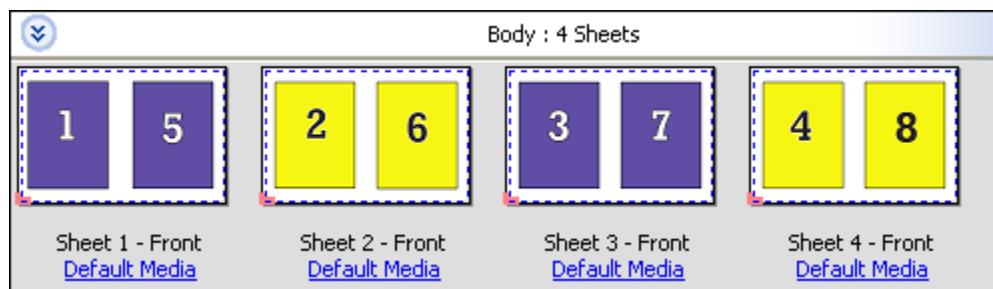 Body : 4 Sheets
1 5 2 6 3 7 4 8
Sheet 1 - Front Sheet 2 - Front Sheet 3 - Front Sheet 4 - Front
Default Media Default Media Default Media Default Media